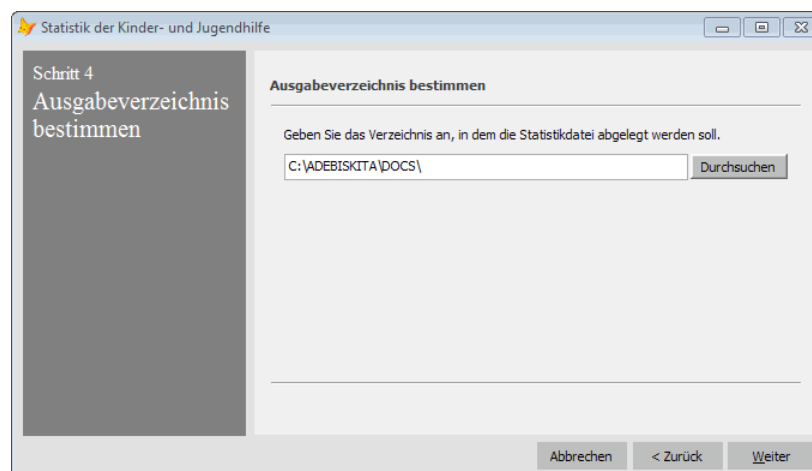 Statistik der Kinder- und Jugendhilfe
Schritt 4
Ausgabeverzeichnis
bestimmen
Ausgabeverzeichnis bestimmen
Geben Sie das Verzeichnis an, in dem die Statistikdatei abgelegt werden soll.
C:\ADEBISKITA\DOCS\
Durchsuchen
Abbrechen
< Zurück
Weiter